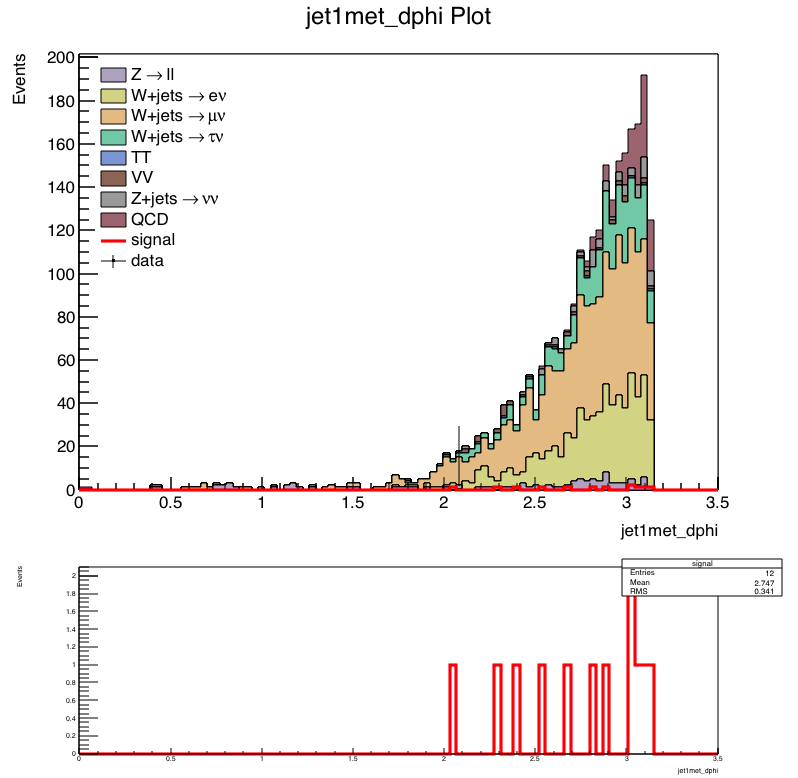 jet1met_dphi Plot
Events
200
180
160
140
120
100
80
60
40
20
0
Z → ll
W+jets → eν
W+jets → μν
W+jets → τν
TT
VV
Z+jets → νν
QCD
signal
data
0 0.5 1 1.5 2 2.5 3 3.5
jet1met_dphi
Events
2
1.8
1.6
1.4
1.2
1
0.8
0.6
0.4
0.2
0
signal
Entries 12
Mean 2.747
RMS 0.341
0 0.5 1 1.5 2 2.5 3 3.5
jet1met_dphi